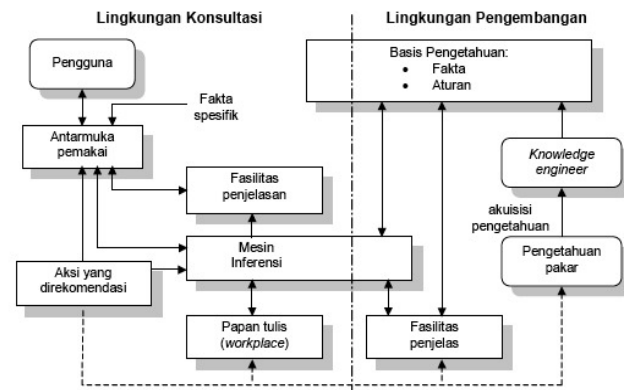 Lingkungan Konsultasi
Lingkungan Pengembangan
Pengguna
Basis Pengetahuan:
• Fakta
• Aturan
Fakta
spesifik
Antarmuka
pemakai
Fasilitas
penjelasan
Knowledge
engineer
akuisisi
pengetahuan
Mesin
Inferensi
Pengetahuan
pakar
Aksi yang
direkomendasi
Papan tulis
(workplace)
Fasilitas
penjelas